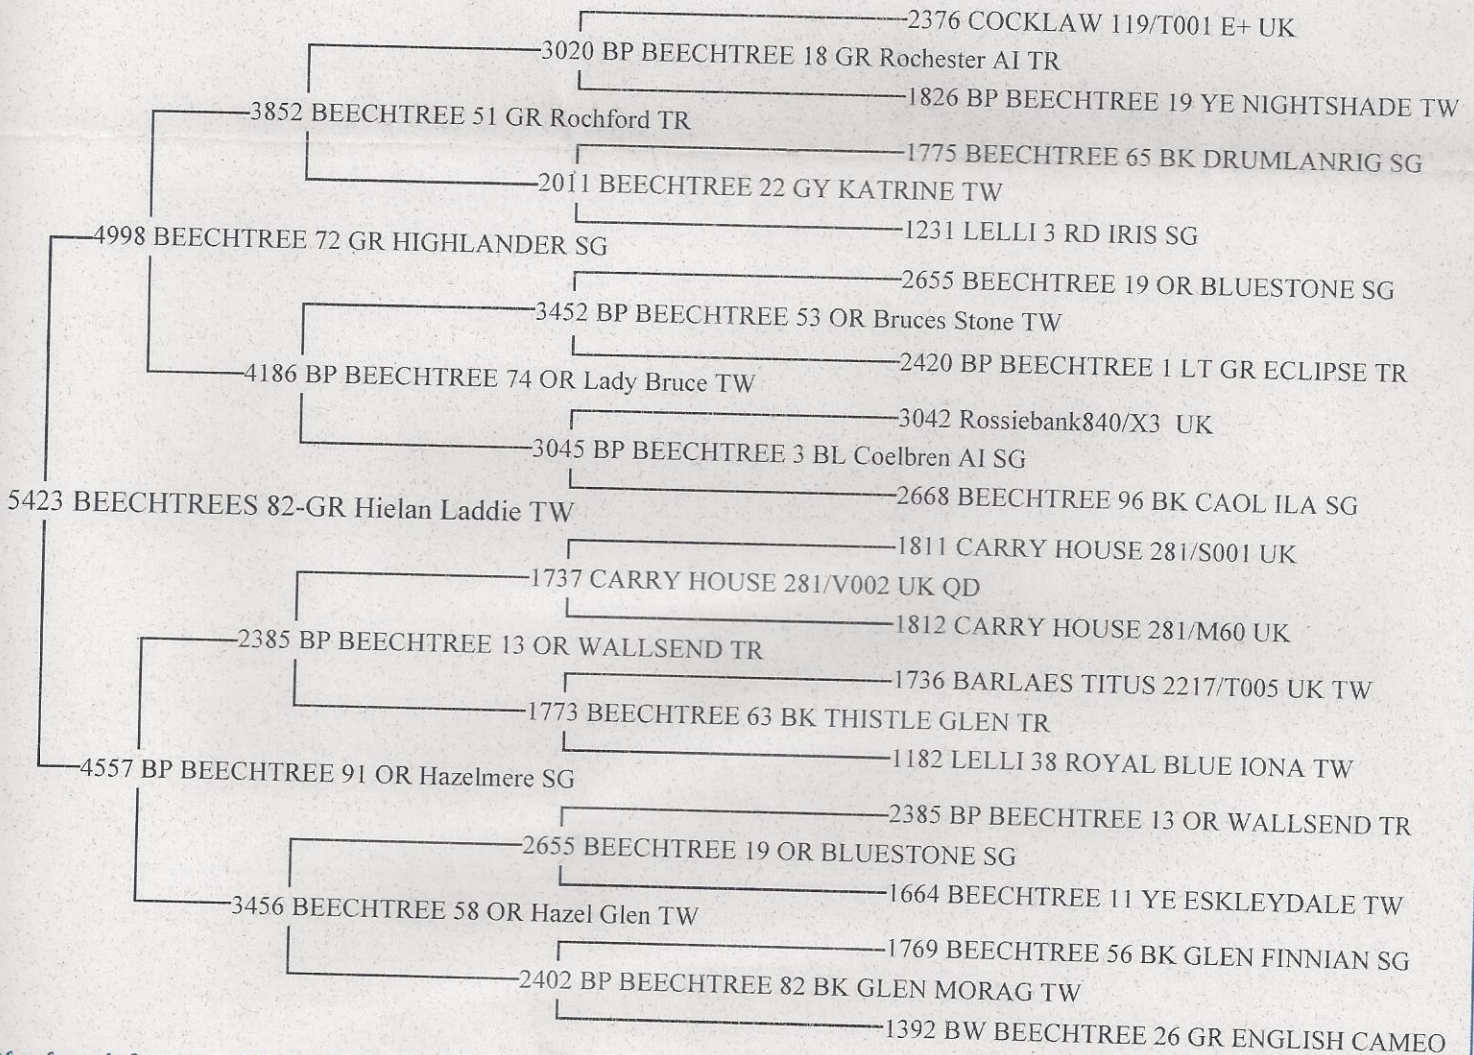 2376 COCKLAW 119/T001 E+ UK
3020 BP BEECHTREE 18 GR Rochester AI TR
1826 BP BEECHTREE 19 YE NIGHTSHADE TW
3852 BEECHTREE 51 GR Rochford TR
1775 BEECHTREE 65 BK DRUMLANRIG SG
2011 BEECHTREE 22 GY KATRINE TW
1231 LELLI 3 RD IRIS SG
4998 BEECHTREE 72 GR HIGHLANDER SG
2655 BEECHTREE 19 OR BLUESTONE SG
3452 BP BEECHTREE 53 OR Bruces Stone TW
2420 BP BEECHTREE 1 LT GR ECLIPSE TR
4186 BP BEECHTREE 74 OR Lady Bruce TW
3042 Rossiebank840/X3 UK
3045 BP BEECHTREE 3 BL Coelbren AI SG
2668 BEECHTREE 96 BK CAOL ILA SG
5423 BEECHTREES 82-GR Hielan Laddie TW
1811 CARRY HOUSE 281/S001 UK
1737 CARRY HOUSE 281/V002 UK QD
1812 CARRY HOUSE 281/M60 UK
2385 BP BEECHTREE 13 OR WALLSEND TR
1736 BARLAES TITUS 2217/T005 UK TW
1773 BEECHTREE 63 BK THISTLE GLEN TR
1182 LELLI 38 ROYAL BLUE IONA TW
4557 BP BEECHTREE 91 OR Hazelmere SG
2385 BP BEECHTREE 13 OR WALLSEND TR
2655 BEECHTREE 19 OR BLUESTONE SG
1664 BEECHTREE 11 YE ESKLEYDALE TW
3456 BEECHTREE 58 OR Hazel Glen TW
1769 BEECHTREE 56 BK GLEN FINNIAN SG
2402 BP BEECHTREE 82 BK GLEN MORAG TW
1392 BW BEECHTREE 26 GR ENGLISH CAMEO